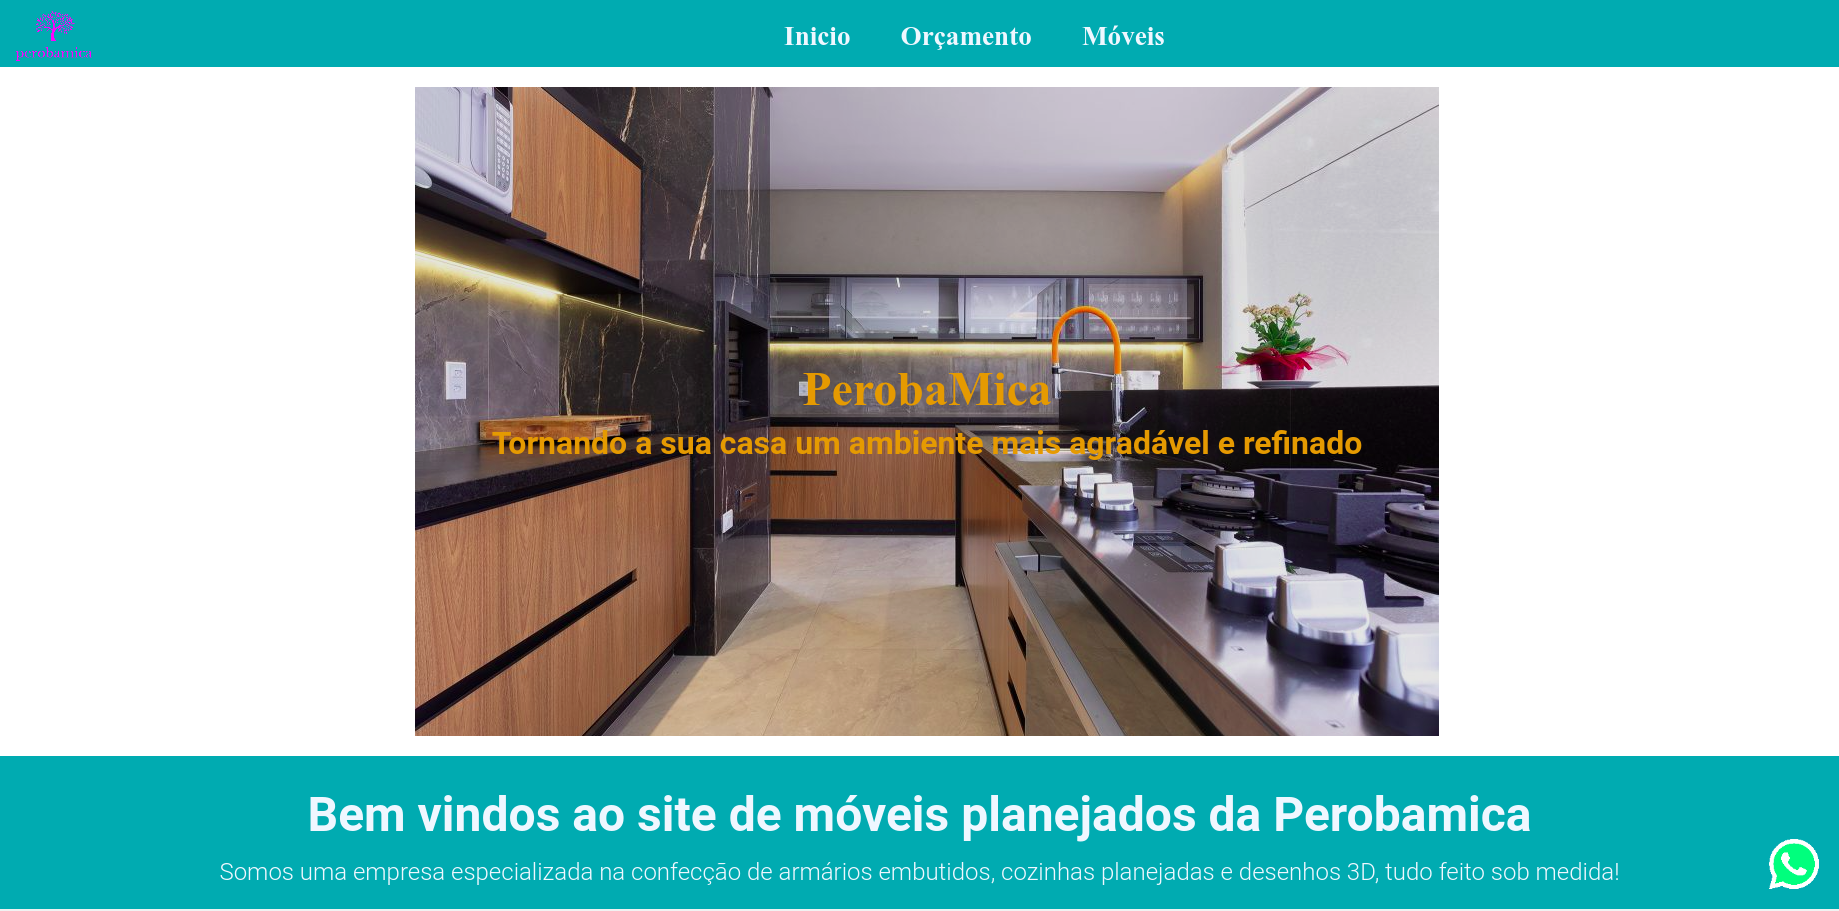 perobamica
Inicio Orçamento Móveis
PerobaMica
Tornando a sua casa um ambiente mais agradável e refinado
Bem vindos ao site de móveis planejados da Perobamica
Somos uma empresa especializada na confecção de armários embutidos, cozinhas planejadas e desenhos 3D, tudo feito sob medida!